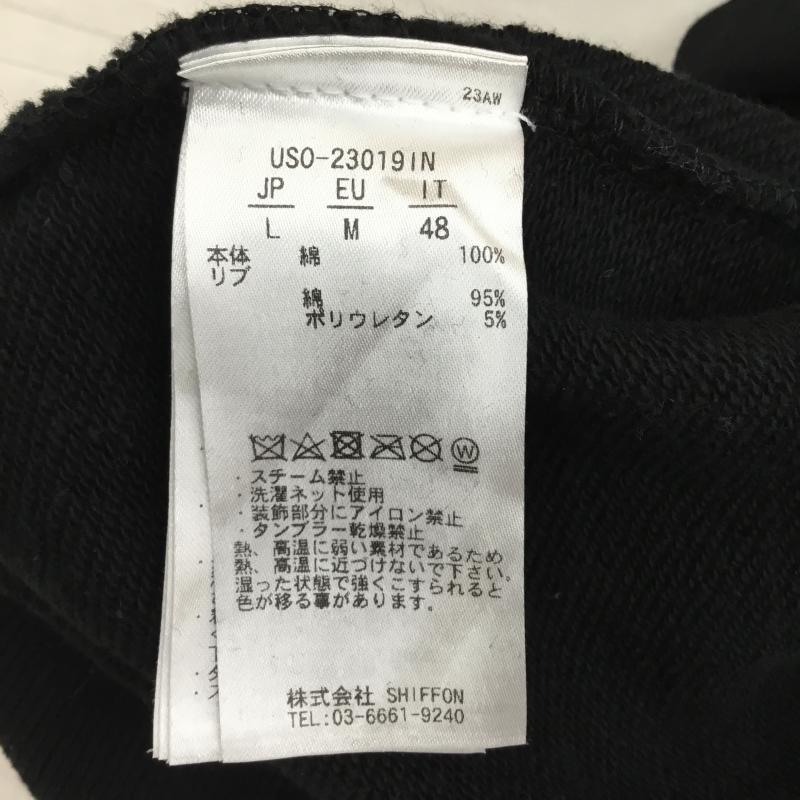 23AW
USO-23019IN
JP EU IT
L M 48
本体 綿 100%
リブ
綿 95%
ポリウレタン 5%
W
・スチーム禁止
・洗濯ネット使用
・装飾部分にアイロン禁止
・タンブラー乾燥禁止
熱、高温に弱い素材であるため
熱、高温に近づけないで下さい。
湿った状態で強くこすられると
色が移る事があります。
株式会社 SHIFFON
TEL:03-6661-9240